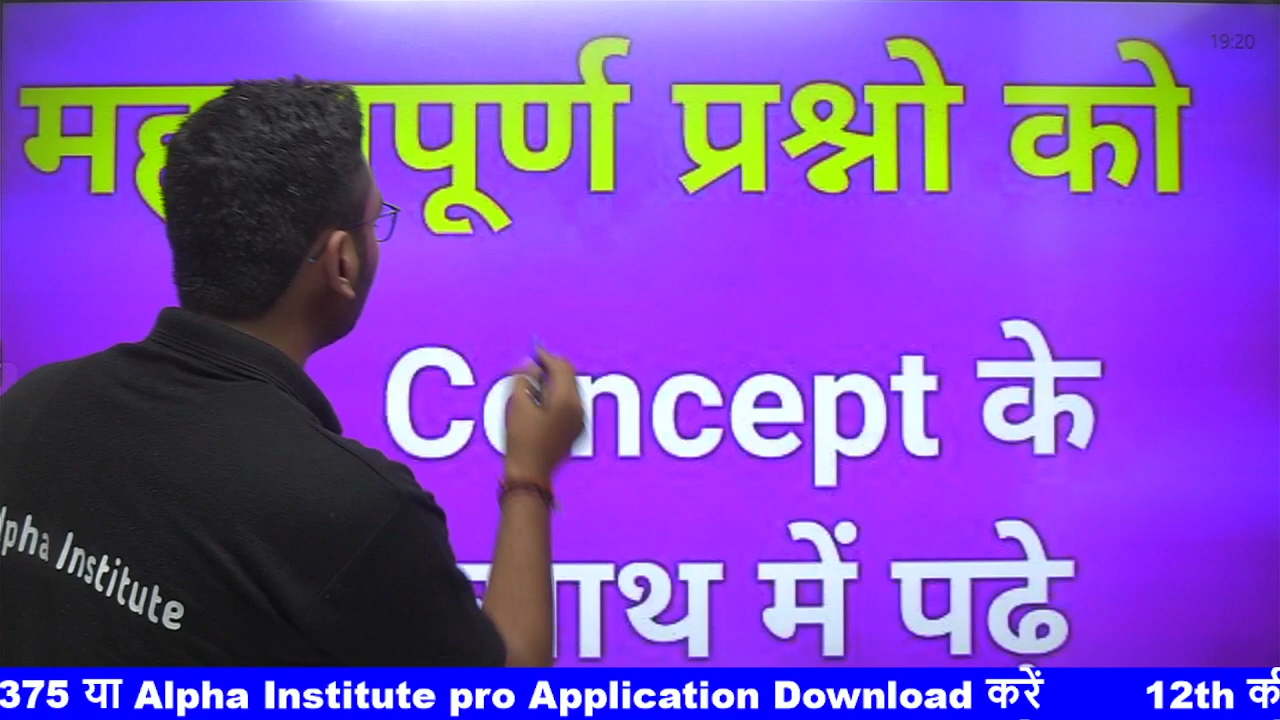 19:20
पूर्ण प्रश्नो को
Concept के
में पढे
Alpha Institute
375 या Alpha Institute pro Application Download करें 12th की